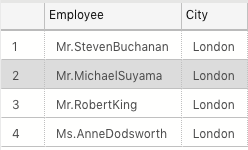 Employee City
1 Mr.StevenBuchanan London
2 Mr.MichaelSuyama London
3 Mr.RobertKing London
4 Ms.AnneDodsworth London